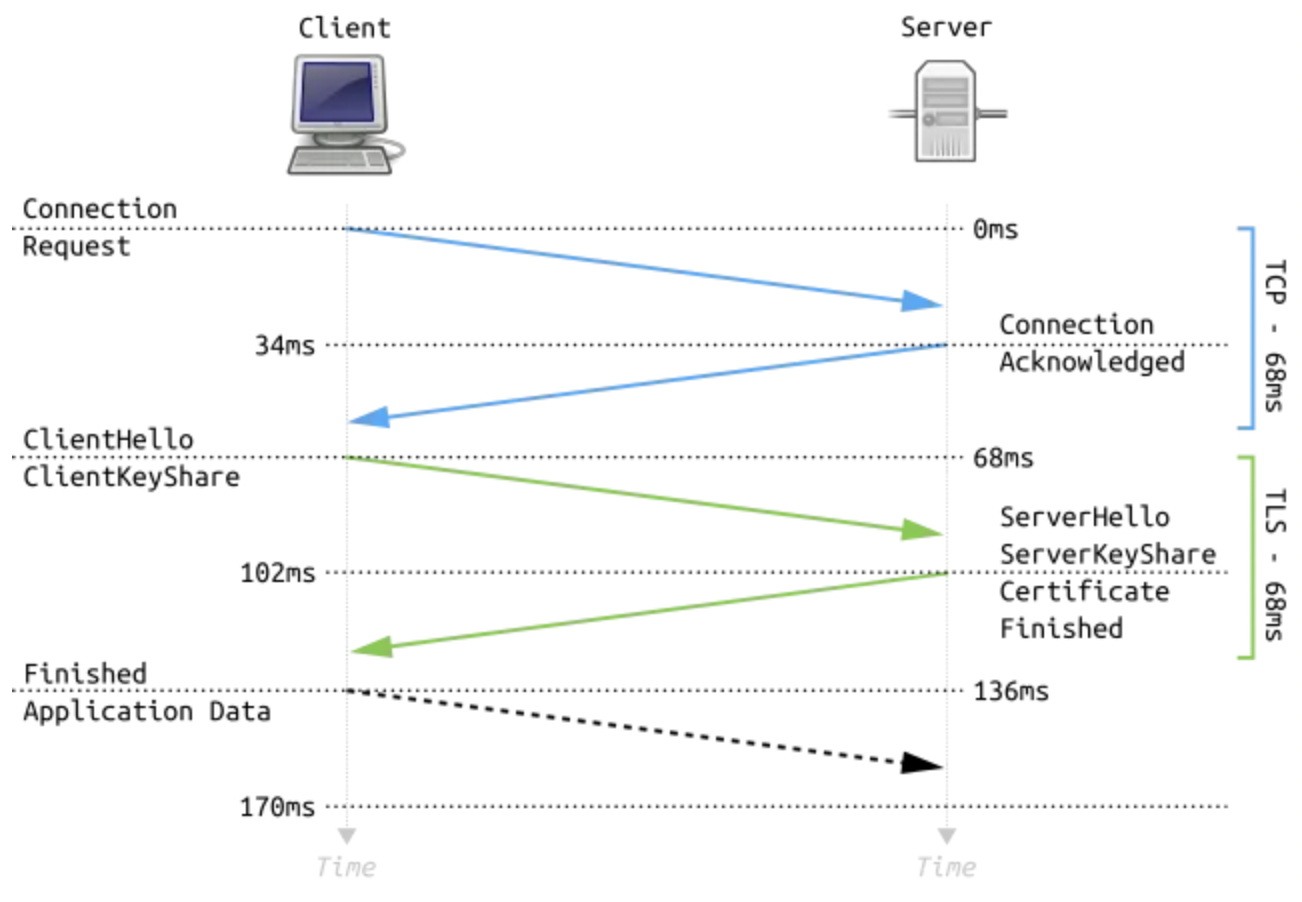 Client
Server
Connection
Request
0ms
TCP - 68ms
34ms
Connection
Acknowledged
ClientHello
ClientKeyShare
68ms
TLS - 68ms
ServerHello
ServerKeyShare
102ms
Certificate
Finished
Finished
Application Data
136ms
170ms
Time
Time